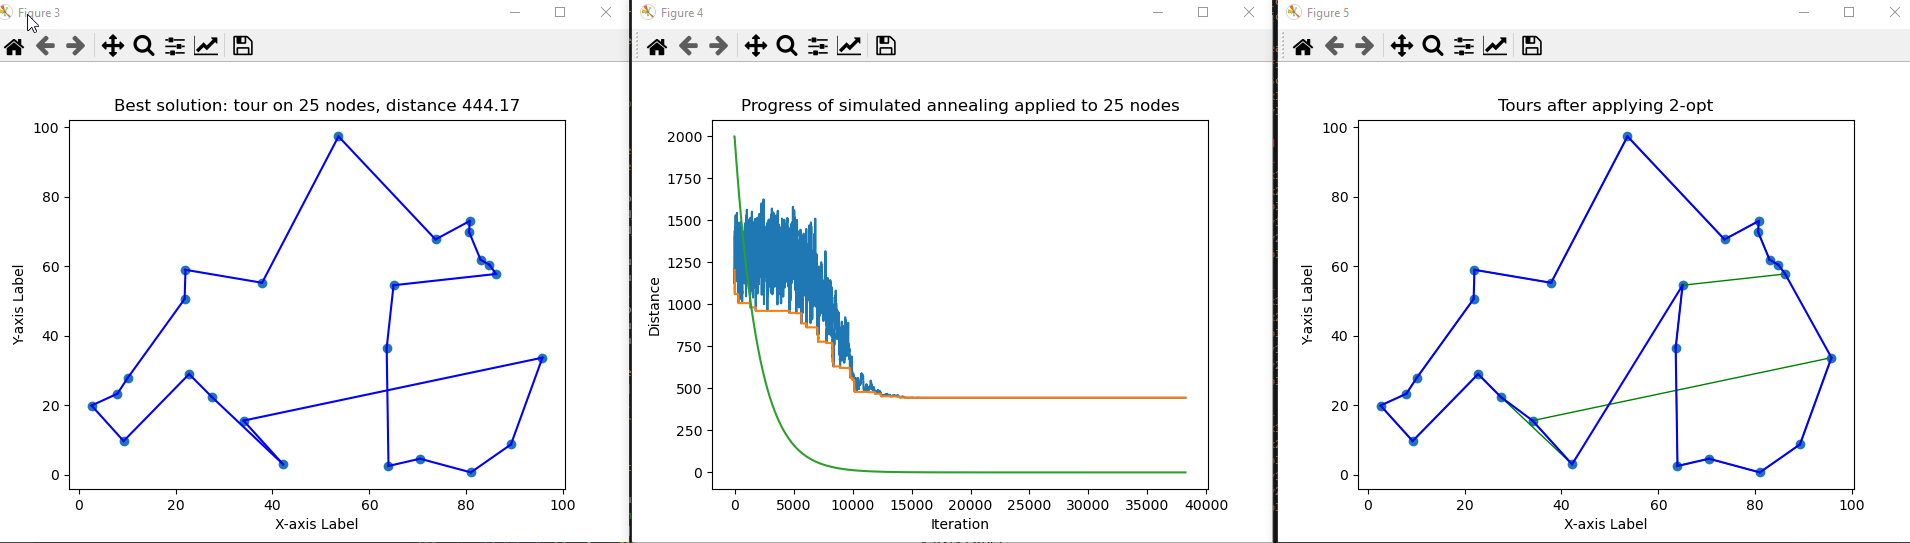 Figure 3
Best solution: tour on 25 nodes, distance 444.17
100
80
60
40
20
0
Y-axis Label
0 20 40 60 80 100
X-axis Label
Figure 4
Progress of simulated annealing applied to 25 nodes
2000
1750
1500
1250
1000
750
500
250
0
Distance
0 5000 10000 15000 20000 25000 30000 35000 40000
Iteration
Figure 5
Tours after applying 2-opt
100
80
60
40
20
0
Y-axis Label
0 20 40 60 80 100
X-axis Label